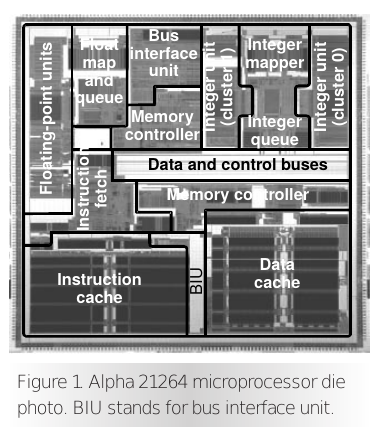 Floating-point units
Float
map
and
queue
Bus
interface
unit
Memory
controller
Integer unit
(cluster 1)
Integer
mapper
Integer
queue
Integer unit
(cluster 0)
Data and control buses
Instruction
fetch
Memory controller
Instruction
cache
BIU
Data
cache
Figure 1. Alpha 21264 microprocessor die
photo. BIU stands for bus interface unit.